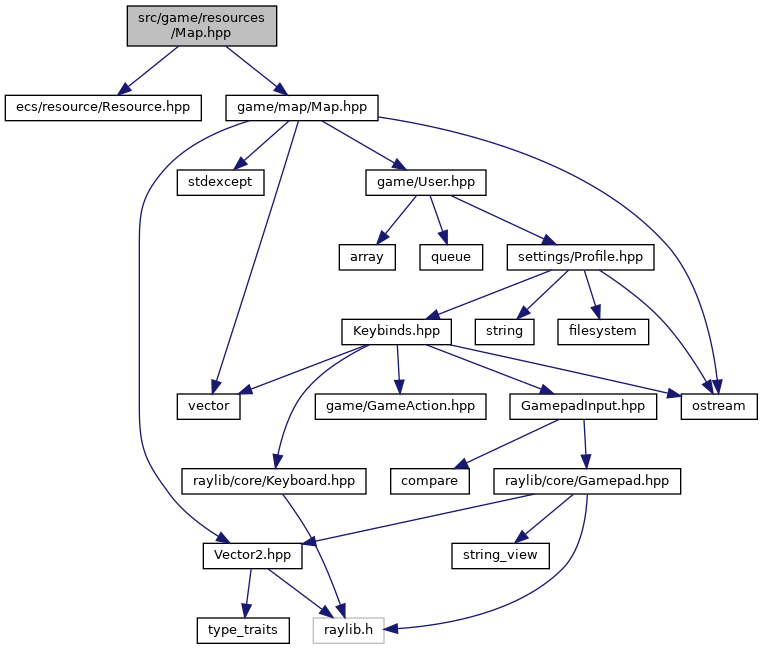 src/game/resources
/Map.hpp
ecs/resource/Resource.hpp
game/map/Map.hpp
stdexcept
game/User.hpp
array
queue
settings/Profile.hpp
Keybinds.hpp
string
filesystem
vector
game/GameAction.hpp
GamepadInput.hpp
ostream
raylib/core/Keyboard.hpp
compare
raylib/core/Gamepad.hpp
Vector2.hpp
string_view
type_traits
raylib.h